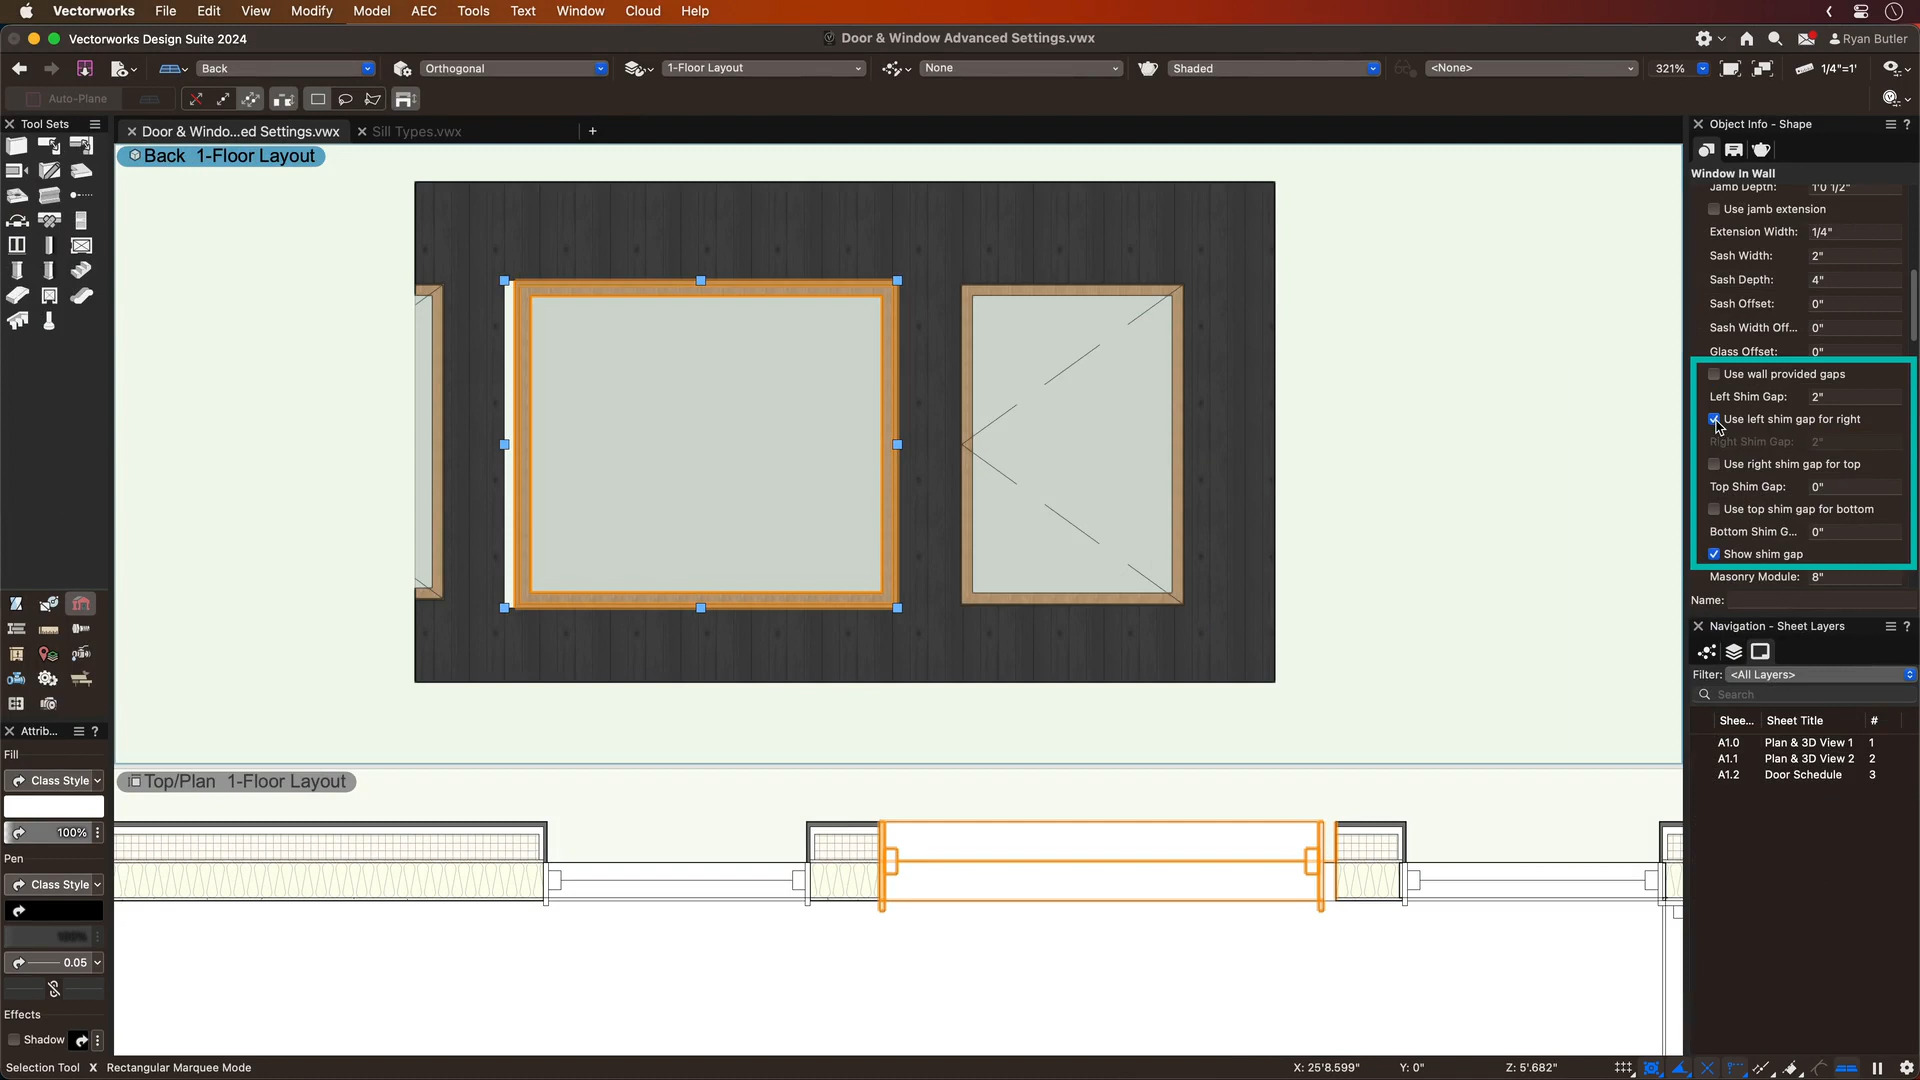 Vectorworks File Edit View Modify Model AEC Tools Text Window Cloud Help
Vectorworks Design Suite 2024
Door & Window Advanced Settings.vwx
Ryan Butler
Back
Orthogonal
1-Floor Layout
None
Shaded
<None>
321%
1/4"=1'
Auto-Plane
Tool Sets
Door & Windo...ed Settings.vwx
Sill Types.vwx
Back 1-Floor Layout
Object Info - Shape
Window In Wall
Jamb Depth: 1'0 1/2"
Use jamb extension
Extension Width: 1/4"
Sash Width: 2"
Sash Depth: 4"
Sash Offset: 0"
Sash Width Off... 0"
Glass Offset: 0"
Use wall provided gaps
Left Shim Gap: 2"
Use left shim gap for right
Right Shim Gap: 2"
Use right shim gap for top
Top Shim Gap: 0"
Use top shim gap for bottom
Bottom Shim G... 0"
Show shim gap
Masonry Module: 8"
Name:
Navigation - Sheet Layers
Filter: <All Layers>
Search
Shee... Sheet Title #
A1.0 Plan & 3D View 1 1
A1.1 Plan & 3D View 2 2
A1.2 Door Schedule 3
Attrib...
Fill
Class Style
100%
Pen
Class Style
100%
0.05
Effects
Shadow
Top/Plan 1-Floor Layout
Selection Tool X Rectangular Marquee Mode
X: 25'8.599" Y: 0" Z: 5'.682"